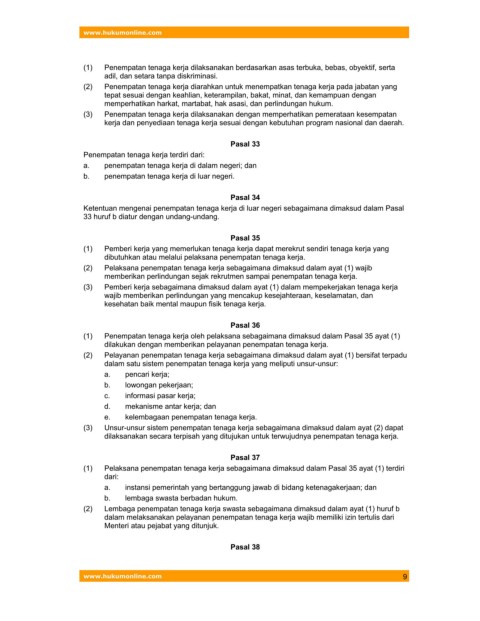 www.hukumonline.com
(1) Penempatan tenaga kerja dilaksanakan berdasarkan asas terbuka, bebas, obyektif, serta
adil, dan setara tanpa diskriminasi.
(2) Penempatan tenaga kerja diarahkan untuk menempatkan tenaga kerja pada jabatan yang
tepat sesuai dengan keahlian, keterampilan, bakat, minat, dan kemampuan dengan
memperhatikan harkat, martabat, hak asasi, dan perlindungan hukum.
(3) Penempatan tenaga kerja dilaksanakan dengan memperhatikan pemerataan kesempatan
kerja dan penyediaan tenaga kerja sesuai dengan kebutuhan program nasional dan daerah.
Pasal 33
Penempatan tenaga kerja terdiri dari:
a. penempatan tenaga kerja di dalam negeri; dan
b. penempatan tenaga kerja di luar negeri.
Pasal 34
Ketentuan mengenai penempatan tenaga kerja di luar negeri sebagaimana dimaksud dalam Pasal
33 huruf b diatur dengan undang-undang.
Pasal 35
(1) Pemberi kerja yang memerlukan tenaga kerja dapat merekrut sendiri tenaga kerja yang
dibutuhkan atau melalui pelaksana penempatan tenaga kerja.
(2) Pelaksana penempatan tenaga kerja sebagaimana dimaksud dalam ayat (1) wajib
memberikan perlindungan sejak rekrutmen sampai penempatan tenaga kerja.
(3) Pemberi kerja sebagaimana dimaksud dalam ayat (1) dalam mempekerjakan tenaga kerja
wajib memberikan perlindungan yang mencakup kesejahteraan, keselamatan, dan
kesehatan baik mental maupun fisik tenaga kerja.
Pasal 36
(1) Penempatan tenaga kerja oleh pelaksana sebagaimana dimaksud dalam Pasal 35 ayat (1)
dilakukan dengan memberikan pelayanan penempatan tenaga kerja.
(2) Pelayanan penempatan tenaga kerja sebagaimana dimaksud dalam ayat (1) bersifat terpadu
dalam satu sistem penempatan tenaga kerja yang meliputi unsur-unsur:
a. pencari kerja;
b. lowongan pekerjaan;
c. informasi pasar kerja;
d. mekanisme antar kerja; dan
e. kelembagaan penempatan tenaga kerja.
(3) Unsur-unsur sistem penempatan tenaga kerja sebagaimana dimaksud dalam ayat (2) dapat
dilaksanakan secara terpisah yang ditujukan untuk terwujudnya penempatan tenaga kerja.
Pasal 37
(1) Pelaksana penempatan tenaga kerja sebagaimana dimaksud dalam Pasal 35 ayat (1) terdiri
dari:
a. instansi pemerintah yang bertanggung jawab di bidang ketenagakerjaan; dan
b. lembaga swasta berbadan hukum.
(2) Lembaga penempatan tenaga kerja swasta sebagaimana dimaksud dalam ayat (1) huruf b
dalam melaksanakan pelayanan penempatan tenaga kerja wajib memiliki izin tertulis dari
Menteri atau pejabat yang ditunjuk.
Pasal 38
www.hukumonline.com 9